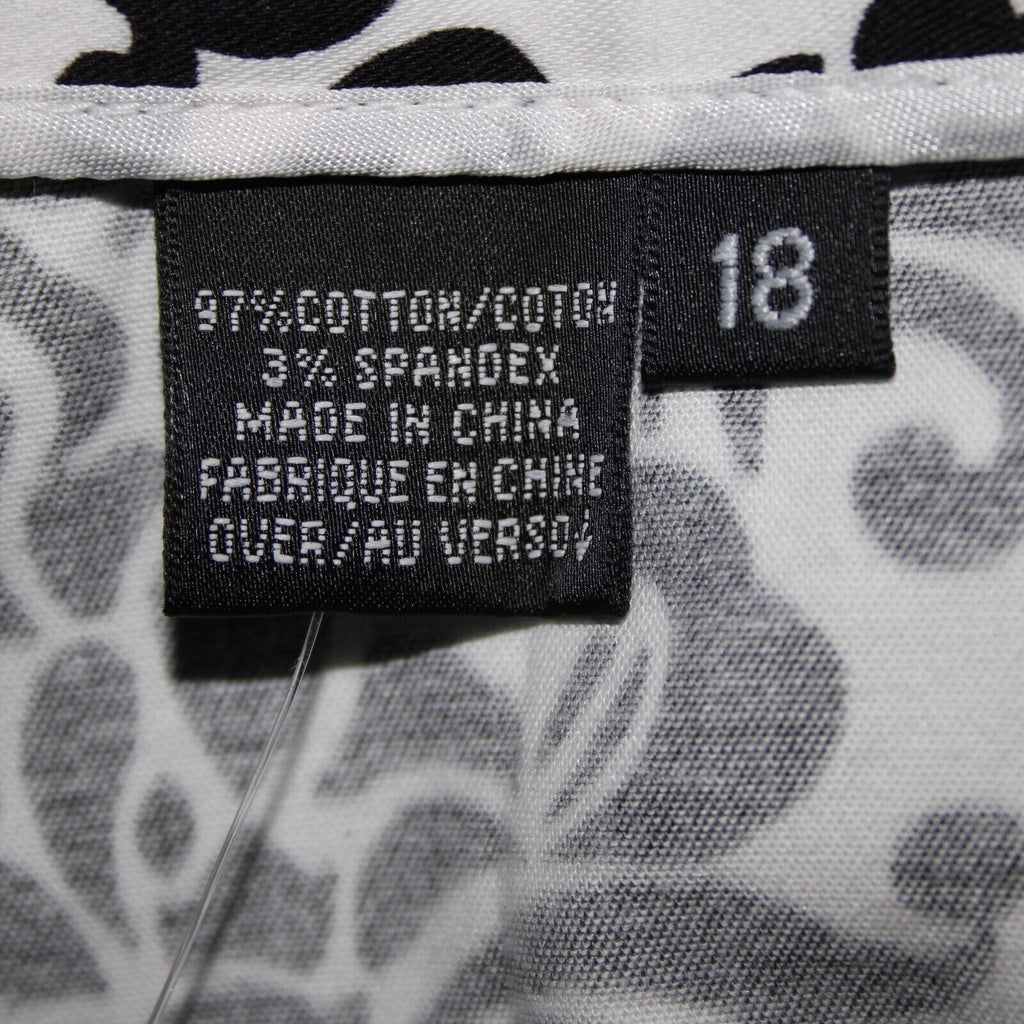 97% COTTON/COTON
3% SPANDEX
MADE IN CHINA
FABRIQUE EN CHINE
OVER/AU VERSO↓
18